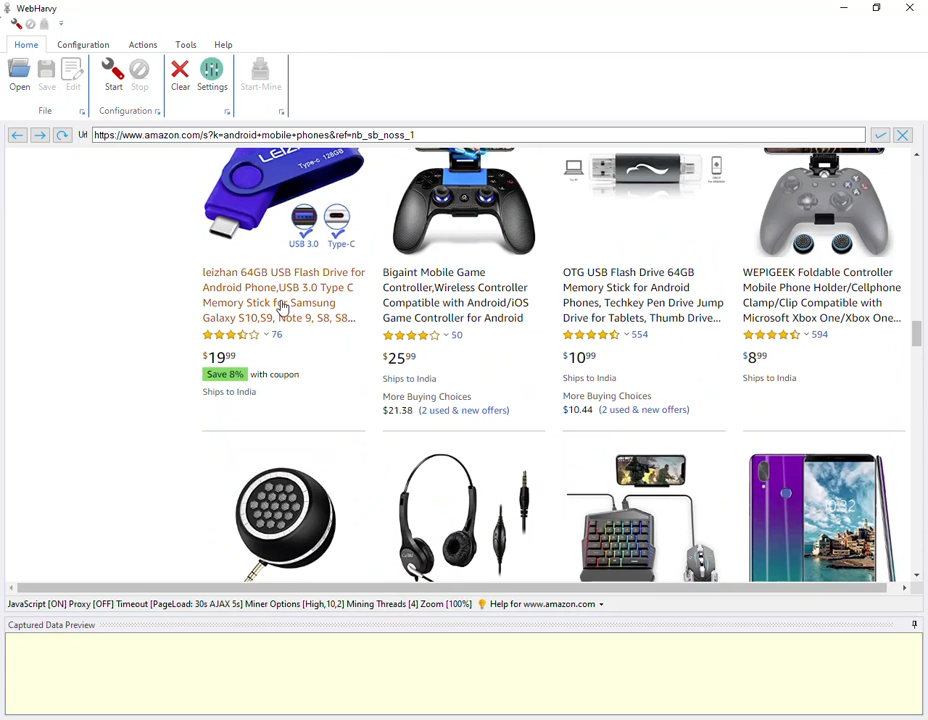 WebHarvy
Home Configuration Actions Tools Help
Open Save Edit Start Stop Clear Settings Start-Mine
File Configuration
Url https://www.amazon.com/s?k=android+mobile+phones&ref=nb_sb_noss_1
LEIZ
Type-c 128GB
USB 3.0 Type-C
leizhan 64GB USB Flash Drive for
Android Phone,USB 3.0 Type C
Memory Stick for Samsung
Galaxy S10,S9, Note 9, S8, S8...
76
$19 99
Save 8% with coupon
Ships to India
Bigaint Mobile Game
Controller,Wireless Controller
Compatible with Android/iOS
Game Controller for Android
50
$25 99
Ships to India
More Buying Choices
$21.38 (2 used & new offers)
OTG USB Flash Drive 64GB
Memory Stick for Android
Phones, Techkey Pen Drive Jump
Drive for Tablets, Thumb Drive...
554
$10 99
Ships to India
More Buying Choices
$10.44 (2 used & new offers)
WEPIGEEK Foldable Controller
Mobile Phone Holder/Cellphone
Clamp/Clip Compatible with
Microsoft Xbox One/Xbox One...
594
$8 99
Ships to India
JavaScript [ON] Proxy [OFF] Timeout [PageLoad: 30s AJAX 5s] Miner Options [High,10,2] Mining Threads [4] Zoom [100%] Help for www.amazon.com
Captured Data Preview